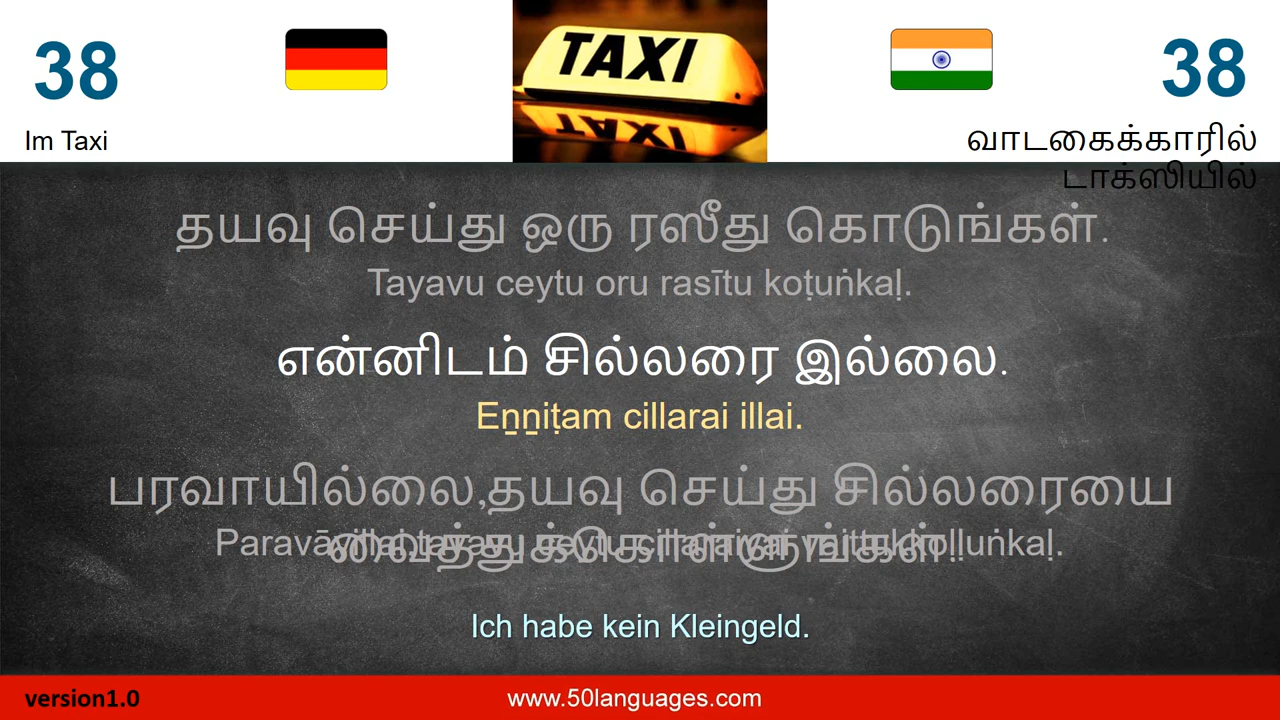 38
38
TAXI
Im Taxi
வாடகைக்காரில்
டாக்ஸியில்
தயவு செய்து ஒரு ரஸீது கொடுங்கள்.
Tayavu ceytu oru rasītu koṭuṅkaḷ.
என்னிடம் சில்லரை இல்லை.
Eṉṉiṭam cillarai illai.
பரவாயில்லை,தயவு செய்து சில்லரையை
வைத்துக்கொள்ளுங்கள்.
Ich habe kein Kleingeld.
version1.0
www.50languages.com